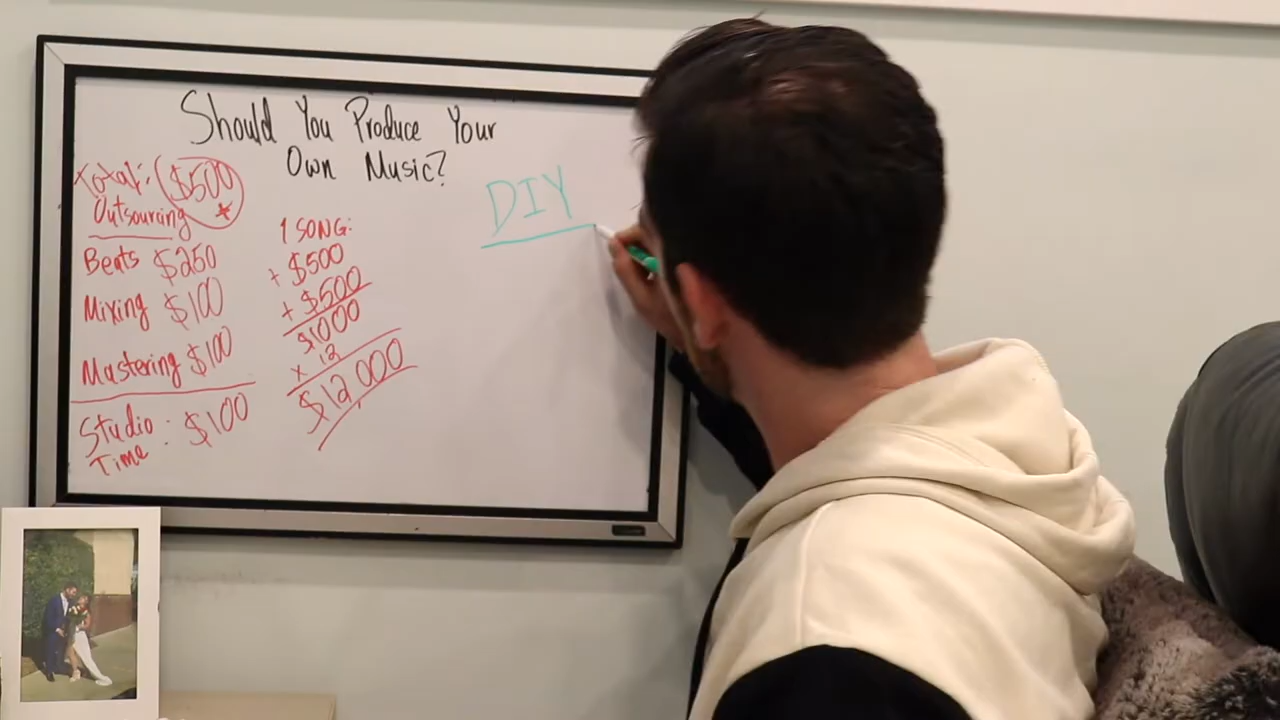 Should You Produce Your
Own Music?
Total: $500
Outsourcing
Beats $250
Mixing $100
Mastering $100
Studio : $100
Time
1 SONG:
+ $500
+ $500
$1000
x 12
$12,000
DIY